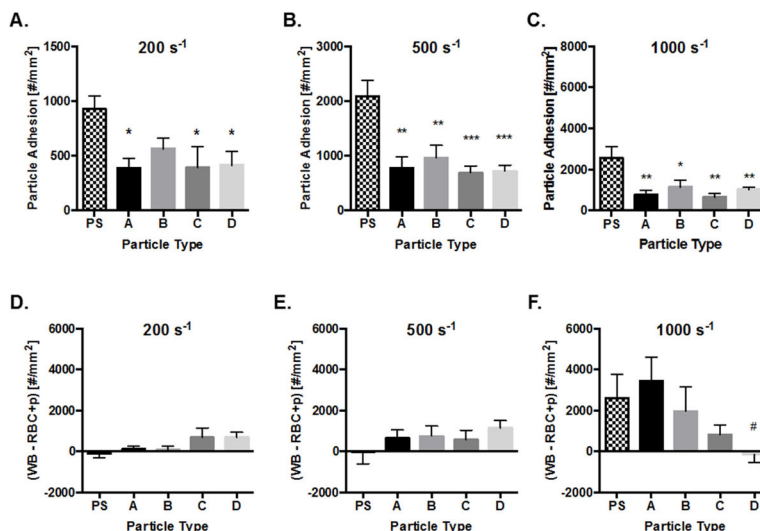 A.
200 s-1
Particle Adhesion [#/mm2]
1500
1000
500
0
*
*
*
PS A B C D
Particle Type
B.
500 s-1
Particle Adhesion [#/mm2]
3000
2000
1000
0
**
**
***
***
PS A B C D
Particle Type
C.
1000 s-1
Particle Adhesion [#/mm2]
8000
6000
4000
2000
0
**
*
**
**
PS A B C D
Particle Type
D.
200 s-1
(WB - RBC+p) [#/mm2]
6000
4000
2000
0
-2000
PS A B C D
Particle Type
E.
500 s-1
(WB - RBC+p) [#/mm2]
6000
4000
2000
0
-2000
PS A B C D
Particle Type
F.
1000 s-1
(WB - RBC+p) [#/mm2]
6000
4000
2000
0
-2000
#
PS A B C D
Particle Type